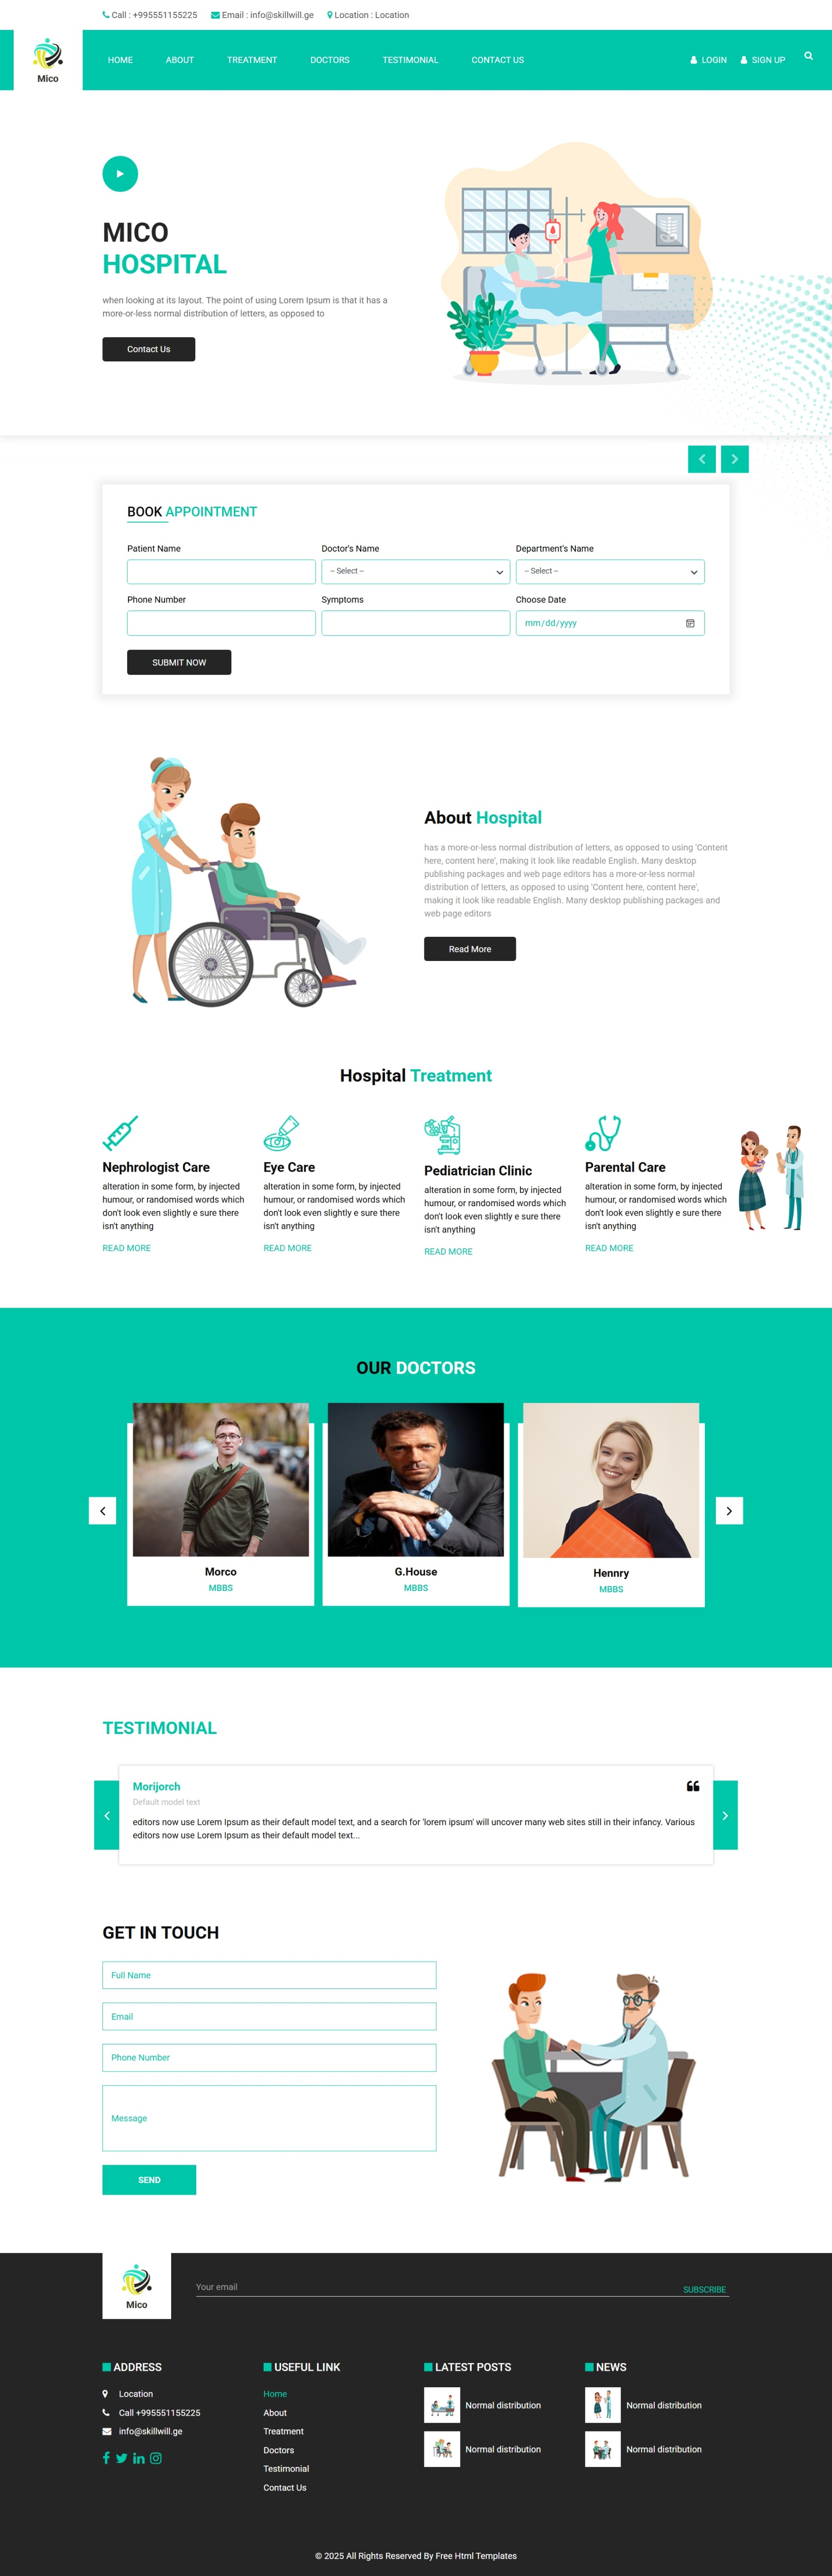 Call : +995551155225 Email : info@skillwill.ge Location : Location
Mico
HOME ABOUT TREATMENT DOCTORS TESTIMONIAL CONTACT US LOGIN SIGN UP
MICO
HOSPITAL
when looking at its layout. The point of using Lorem Ipsum is that it has a
more-or-less normal distribution of letters, as opposed to
Contact Us
BOOK APPOINTMENT
Patient Name Doctor's Name Department's Name
-- Select -- -- Select --
Phone Number Symptoms Choose Date
mm/dd/yyyy
SUBMIT NOW
About Hospital
has a more-or-less normal distribution of letters, as opposed to using 'Content
here, content here', making it look like readable English. Many desktop
publishing packages and web page editors has a more-or-less normal
distribution of letters, as opposed to using 'Content here, content here',
making it look like readable English. Many desktop publishing packages and
web page editors
Read More
Hospital Treatment
Nephrologist Care
alteration in some form, by injected
humour, or randomised words which
don't look even slightly e sure there
isn't anything
READ MORE
Eye Care
alteration in some form, by injected
humour, or randomised words which
don't look even slightly e sure there
isn't anything
READ MORE
Pediatrician Clinic
alteration in some form, by injected
humour, or randomised words which
don't look even slightly e sure there
isn't anything
READ MORE
Parental Care
alteration in some form, by injected
humour, or randomised words which
don't look even slightly e sure there
isn't anything
READ MORE
OUR DOCTORS
Morco
MBBS
G.House
MBBS
Hennry
MBBS
TESTIMONIAL
Morijorch
Default model text
editors now use Lorem Ipsum as their default model text, and a search for 'lorem ipsum' will uncover many web sites still in their infancy. Various
editors now use Lorem Ipsum as their default model text...
GET IN TOUCH
Full Name
Email
Phone Number
Message
SEND
Mico
Your email SUBSCRIBE
ADDRESS
Location
Call +995551155225
info@skillwill.ge
USEFUL LINK
Home
About
Treatment
Doctors
Testimonial
Contact Us
LATEST POSTS
Normal distribution
Normal distribution
NEWS
Normal distribution
Normal distribution
© 2025 All Rights Reserved By Free Html Templates